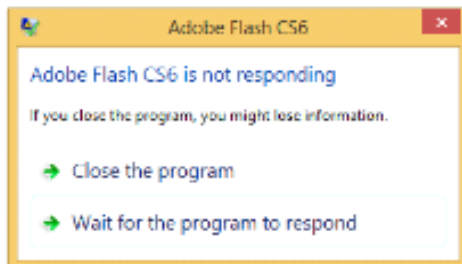 Adobe Flash CS6
Adobe Flash CS6 is not responding
If you close the program, you might lose information.
Close the program
Wait for the program to respond